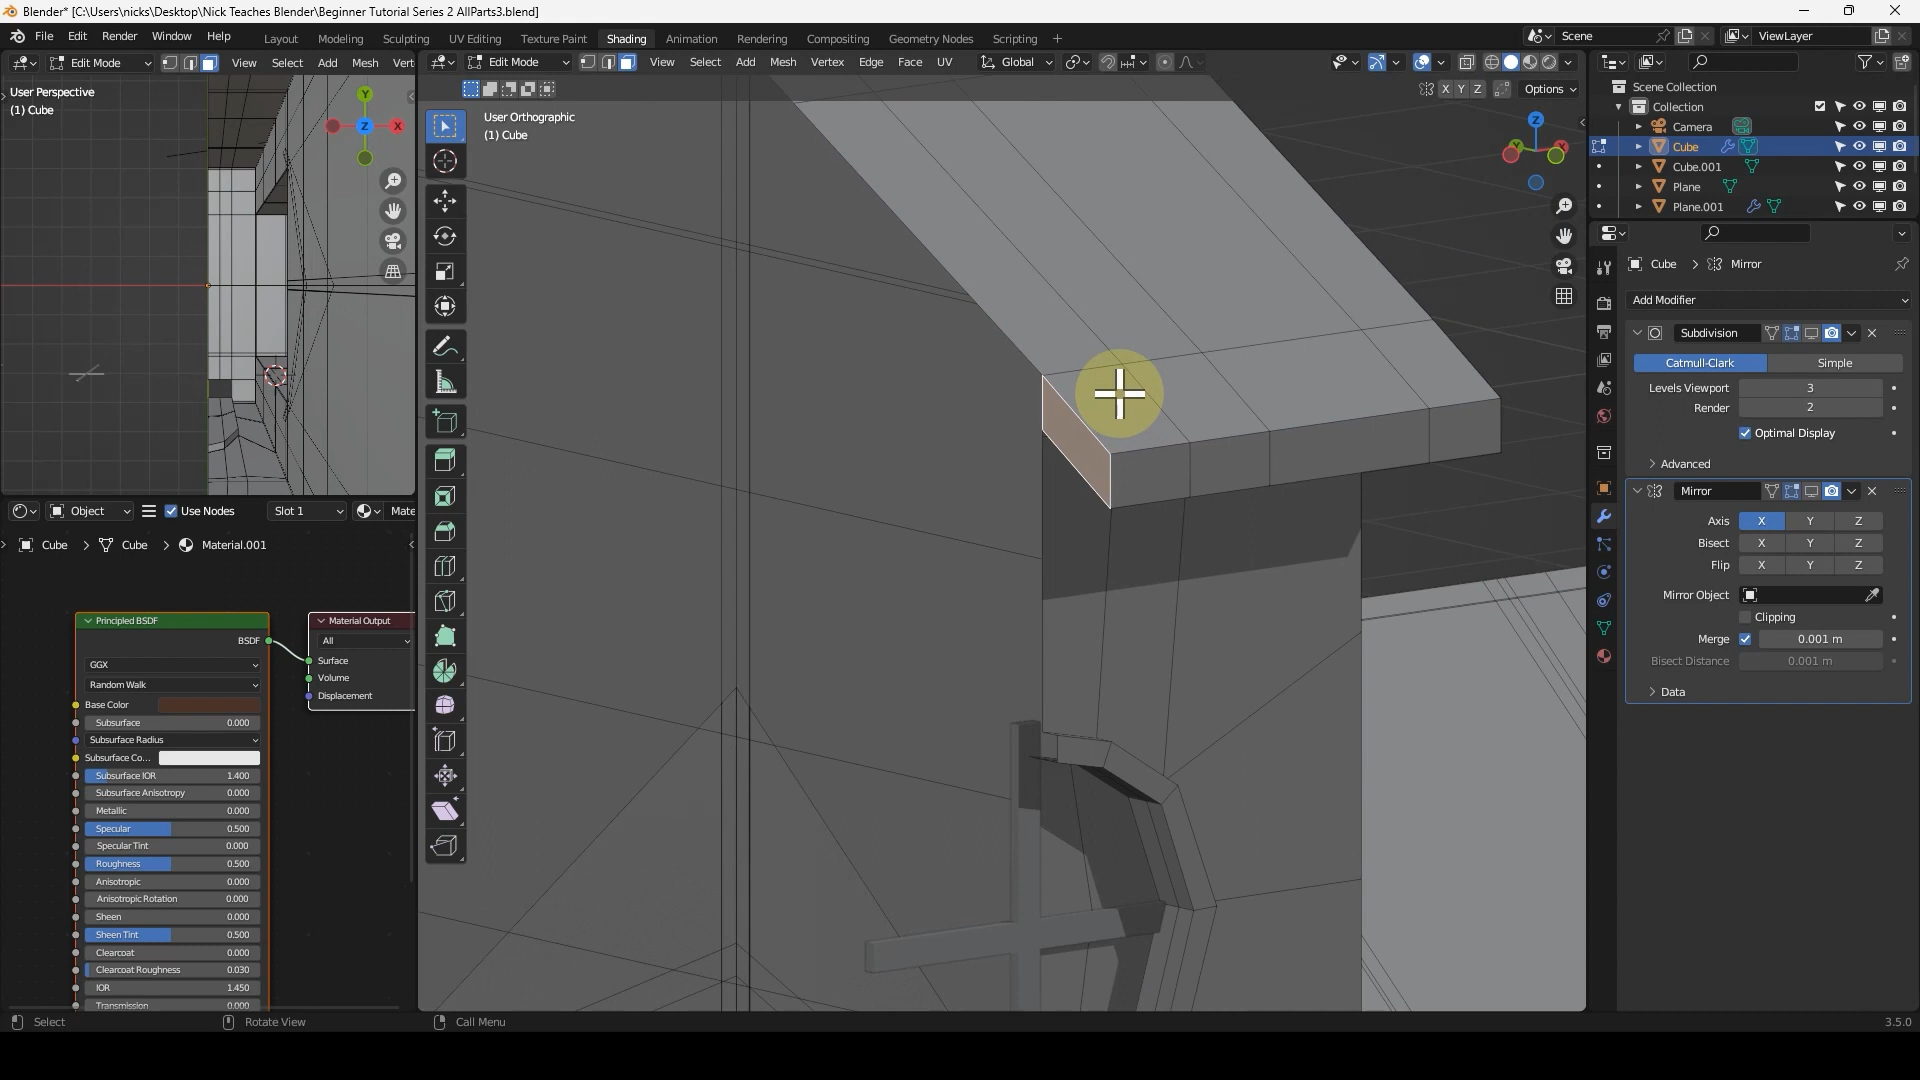 Blender* [C:\Users\nicks\Desktop\Nick Teaches Blender\Beginner Tutorial Series 2 AllParts3.blend]
File Edit Render Window Help Layout Modeling Sculpting UV Editing Texture Paint Shading Animation Rendering Compositing Geometry Nodes Scripting + Scene ViewLayer
Edit Mode View Select Add Mesh Vert
Edit Mode View Select Add Mesh Vertex Edge Face UV Global
X Y Z Options
User Perspective
(1) Cube
Y
X
Z
User Orthographic
(1) Cube
Z
Scene Collection
Collection
Camera
Cube
Cube.001
Plane
Plane.001
Cube > Mirror
Add Modifier
Subdivision
Catmull-Clark Simple
Levels Viewport 3
Render 2
Optimal Display
Advanced
Mirror
Axis X Y Z
Bisect X Y Z
Flip X Y Z
Mirror Object
Clipping
Merge 0.001 m
Bisect Distance 0.001 m
Data
Object Use Nodes Slot 1 Mate
Cube > Cube > Material.001
Principled BSDF
BSDF
GGX
Random Walk
Base Color
Subsurface 0.000
Subsurface Radius
Subsurface Co...
Subsurface IOR 1.400
Subsurface Anisotropy 0.000
Metallic 0.000
Specular 0.500
Specular Tint 0.000
Roughness 0.500
Anisotropic 0.000
Anisotropic Rotation 0.000
Sheen 0.000
Sheen Tint 0.500
Clearcoat 0.000
Clearcoat Roughness 0.030
IOR 1.450
Transmission 0.000
Material Output
All
Surface
Volume
Displacement
Select Rotate View Call Menu 3.5.0